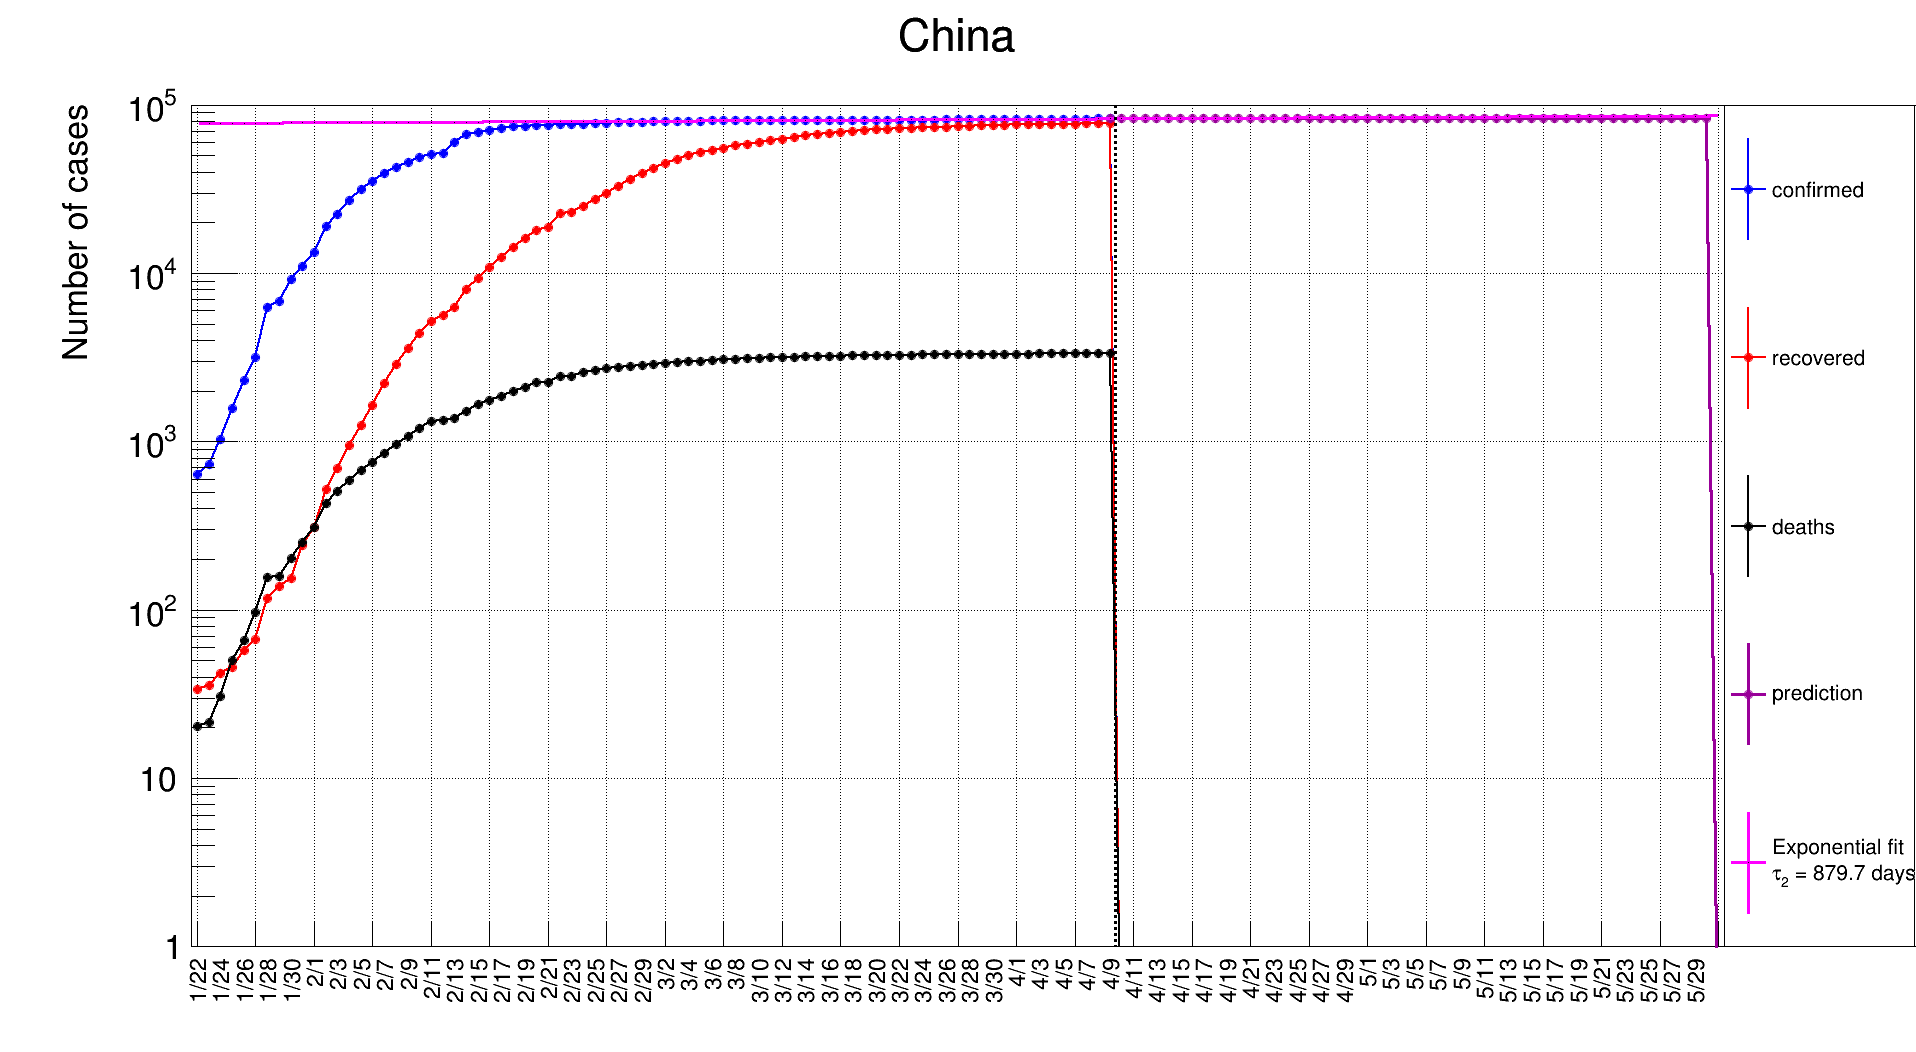 China
Number of cases
10^5
10^4
10^3
10^2
10
1
1/22 1/24 1/26 1/28 1/30 2/1 2/3 2/5 2/7 2/9 2/11 2/13 2/15 2/17 2/19 2/21 2/23 2/25 2/27 2/29 3/2 3/4 3/6 3/8 3/10 3/12 3/14 3/16 3/18 3/20 3/22 3/24 3/26 3/28 3/30 4/1 4/3 4/5 4/7 4/9 4/11 4/13 4/15 4/17 4/19 4/21 4/23 4/25 4/27 4/29 5/1 5/3 5/5 5/7 5/9 5/11 5/13 5/15 5/17 5/19 5/21 5/23 5/25 5/27 5/29
confirmed
recovered
deaths
prediction
Exponential fit
τ₂ = 879.7 days